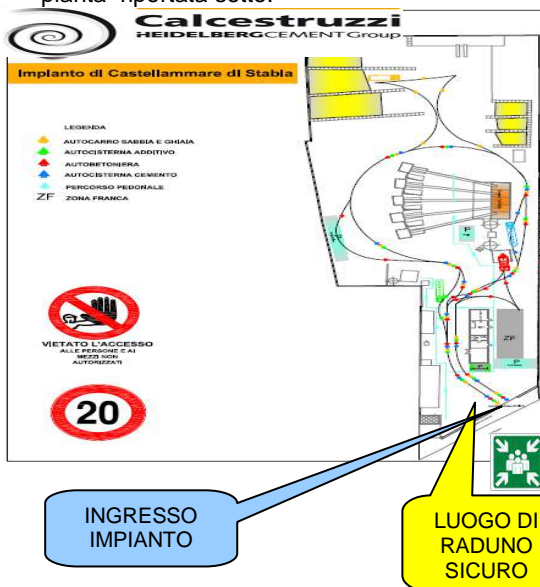 pianta riportata sotto:
Calcestruzzi
HEIDELBERGCEMENT Group
Impianto di Castellammare di Stabia
LEGENDA
AUTOCARRO SABBIA E GHIAIA
AUTOCISTERNA ADDITIVO
AUTOBETONIERA
AUTOCISTERNA CEMENTO
PERCORSO PEDONALE
ZF ZONA FRANCA
P
P
ZF
P
P
VIETATO L'ACCESSO
ALLE PERSONE E AI
MEZZI NON
AUTORIZZATI
20
INGRESSO
IMPIANTO
LUOGO DI
RADUNO
SICURO